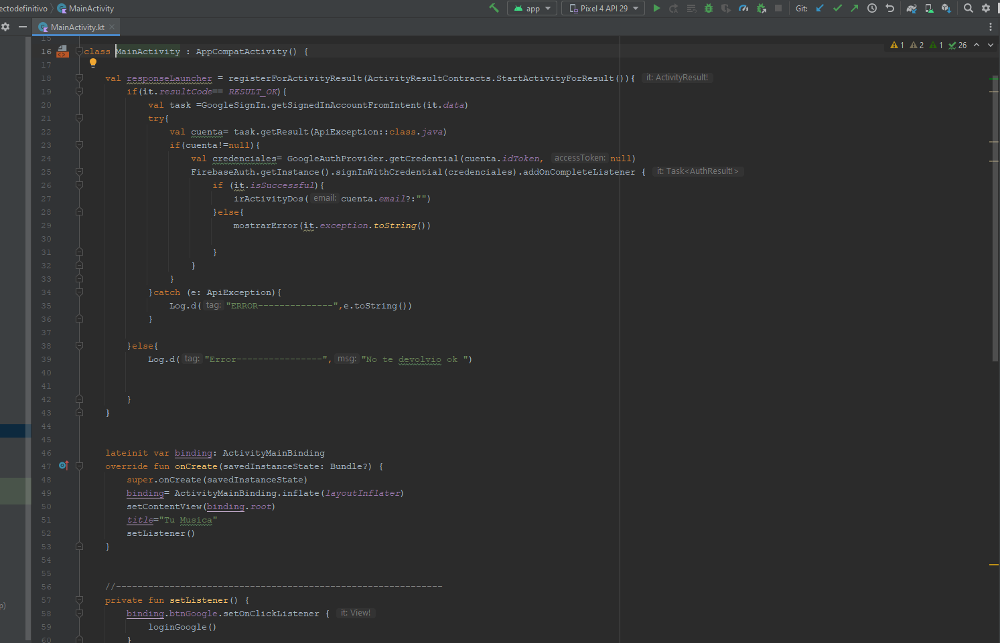 ectodefinitivo 〉 MainActivity
app Pixel 4 API 29 Git:
MainActivity.kt
1 2 1 26
15
16 class MainActivity : AppCompatActivity() {
17
18 val responseLauncher = registerForActivityResult(ActivityResultContracts.StartActivityForResult()){ it: ActivityResult!
19 if(it.resultCode== RESULT_OK){
20 val task =GoogleSignIn.getSignedInAccountFromIntent(it.data)
21 try{
22 val cuenta= task.getResult(ApiException::class.java)
23 if(cuenta!=null){
24 val credenciales= GoogleAuthProvider.getCredential(cuenta.idToken, accessToken: null)
25 FirebaseAuth.getInstance().signInWithCredential(credenciales).addOnCompleteListener { it: Task<AuthResult!>
26 if (it.isSuccessful){
27 irActivityDos( email: cuenta.email?:"")
28 }else{
29 mostrarError(it.exception.toString())
30
31 }
32 }
33 }
34 }catch (e: ApiException){
35 Log.d( tag: "ERROR--------------",e.toString())
36 }
37
38 }else{
39 Log.d( tag: "Error----------------", msg: "No te devolvio ok ")
40
41
42 }
43 }
44
45
46 lateinit var binding: ActivityMainBinding
47 override fun onCreate(savedInstanceState: Bundle?) {
48 super.onCreate(savedInstanceState)
49 binding= ActivityMainBinding.inflate(layoutInflater)
50 setContentView(binding.root)
51 title="Tu Musica"
52 setListener()
53 }
54
55
56 //-------------------------------------------------------------
57 private fun setListener() {
58 binding.btnGoogle.setOnClickListener { it: View!
59 loginGoogle()
60 }
p)